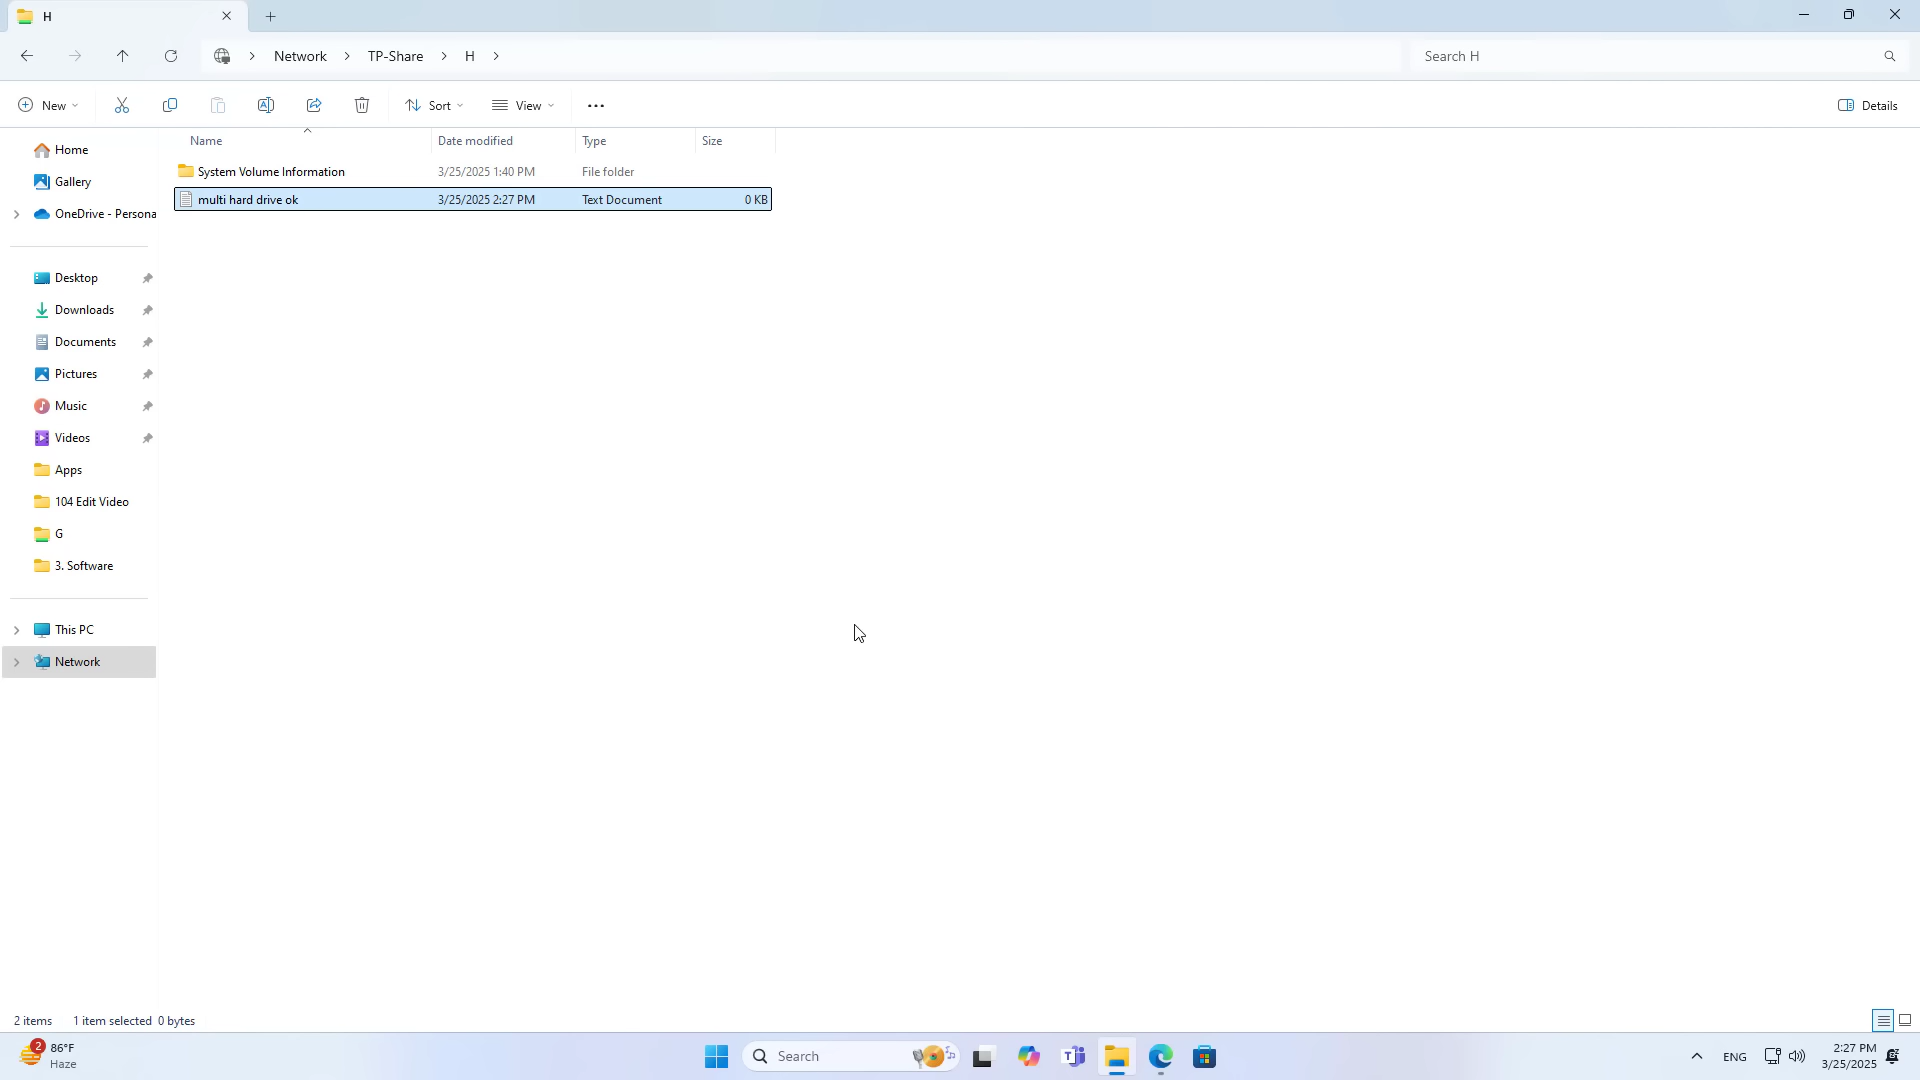 H
Network
TP-Share
H
Search H
New
Sort
View
Details
Name
Date modified
Type
Size
System Volume Information
3/25/2025 1:40 PM
File folder
multi hard drive ok
3/25/2025 2:27 PM
Text Document
0 KB
Home
Gallery
OneDrive - Persona
Desktop
Downloads
Documents
Pictures
Music
Videos
Apps
104 Edit Video
G
3. Software
This PC
Network
2 items
1 item selected
0 bytes
2
86°F
Haze
Search
ENG
2:27 PM
3/25/2025